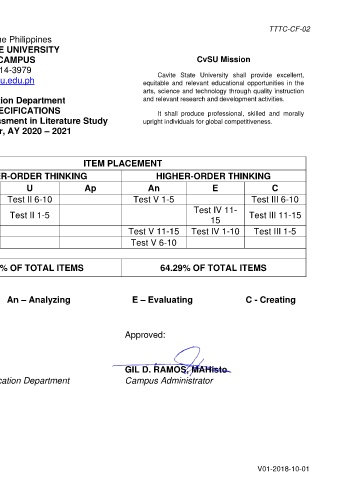 TTTC-CF-02
e Philippines
E UNIVERSITY
CAMPUS
14-3979
u.edu.ph
tion Department
ECIFICATIONS
ssment in Literature Study
r, AY 2020 – 2021
CvSU Mission
Cavite State University shall provide excellent,
equitable and relevant educational opportunities in the
arts, science and technology through quality instruction
and relevant research and development activities.
It shall produce professional, skilled and morally
upright individuals for global competitiveness.
ITEM PLACEMENT
R-ORDER THINKING HIGHER-ORDER THINKING
U Ap An E C
Test II 6-10 Test V 1-5 Test III 6-10
Test II 1-5 Test IV 11-15 Test III 11-15
Test V 11-15 Test IV 1-10 Test III 1-5
Test V 6-10
% OF TOTAL ITEMS 64.29% OF TOTAL ITEMS
An – Analyzing E – Evaluating C - Creating
Approved:
GIL D. RAMOS, MAHisto
cation Department Campus Administrator
V01-2018-10-01